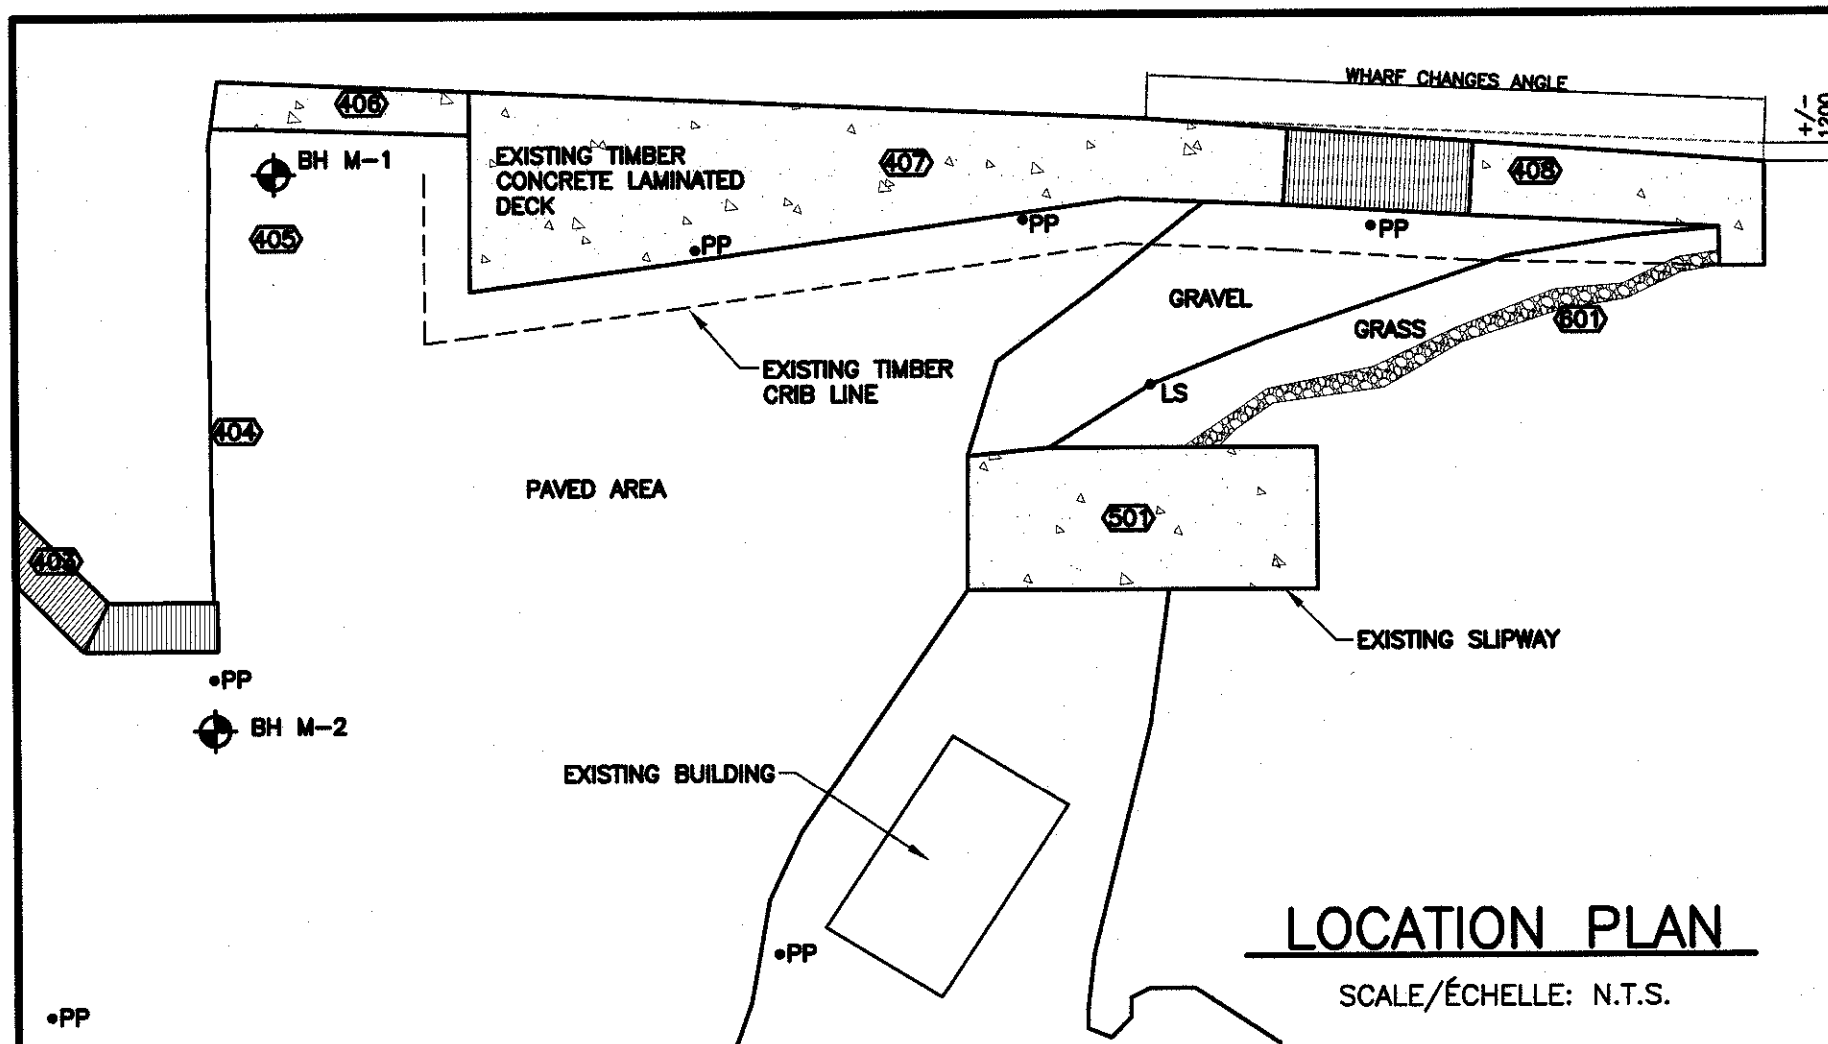 WHARF CHANGES ANGLE
+/-
1200
406
BH M-1
EXISTING TIMBER
CONCRETE LAMINATED
DECK
407
408
405
PP
PP
PP
GRAVEL
601
GRASS
EXISTING TIMBER
CRIB LINE
LS
404
PAVED AREA
501
403
EXISTING SLIPWAY
PP
BH M-2
EXISTING BUILDING
LOCATION PLAN
PP
SCALE/ÉCHELLE: N.T.S.
PP